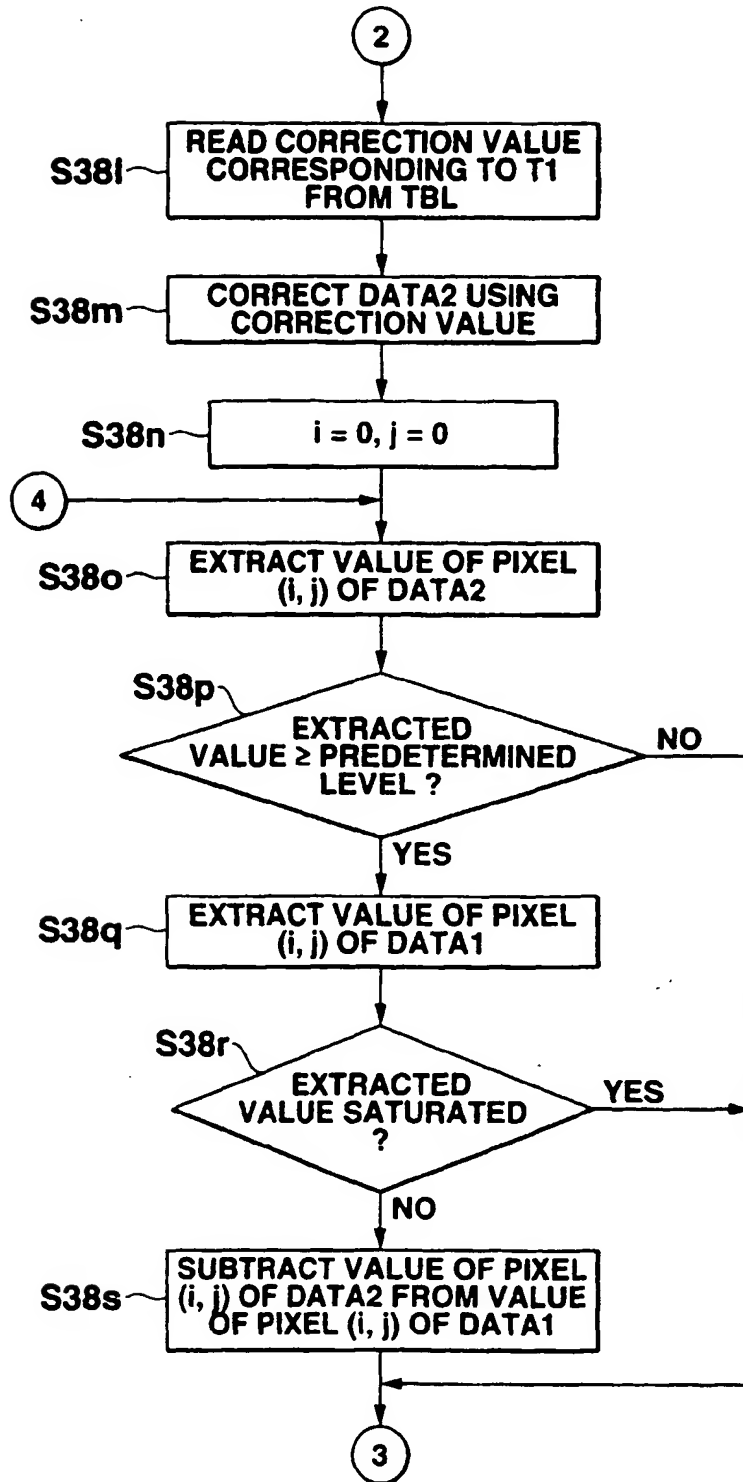 2
S38l
READ CORRECTION VALUE
CORRESPONDING TO T1
FROM TBL
S38m
CORRECT DATA2 USING
CORRECTION VALUE
S38n
i = 0, j = 0
4
S38o
EXTRACT VALUE OF PIXEL
(i, j) OF DATA2
S38p
EXTRACTED
VALUE ≥ PREDETERMINED
LEVEL ?
NO
YES
S38q
EXTRACT VALUE OF PIXEL
(i, j) OF DATA1
S38r
EXTRACTED
VALUE SATURATED
?
YES
NO
S38s
SUBTRACT VALUE OF PIXEL
(i, j) OF DATA2 FROM VALUE
OF PIXEL (i, j) OF DATA1
3